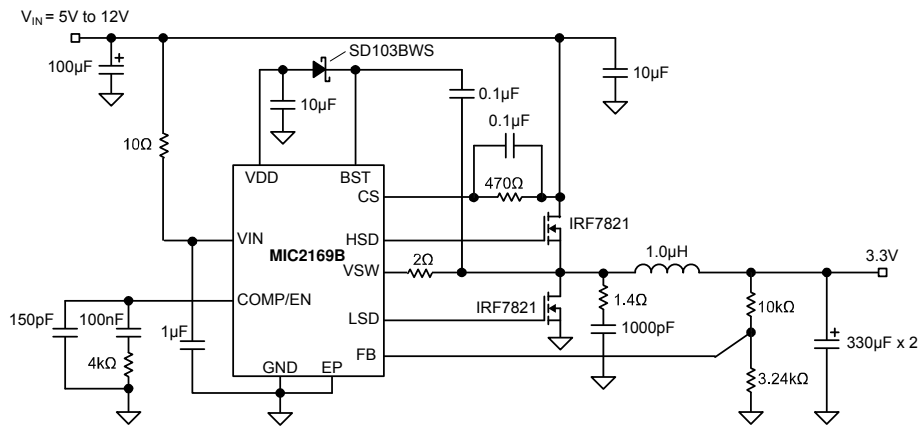 VIN = 5V to 12V
SD103BWS
100µF
10µF
0.1µF
10µF
0.1µF
10Ω
VDD
BST
CS
470Ω
IRF7821
VIN
HSD
MIC2169B
VSW
2Ω
1.0µH
3.3V
COMP/EN
1.4Ω
10kΩ
150pF
100nF
1µF
LSD
IRF7821
1000pF
330µF x 2
4kΩ
FB
3.24kΩ
GND
EP